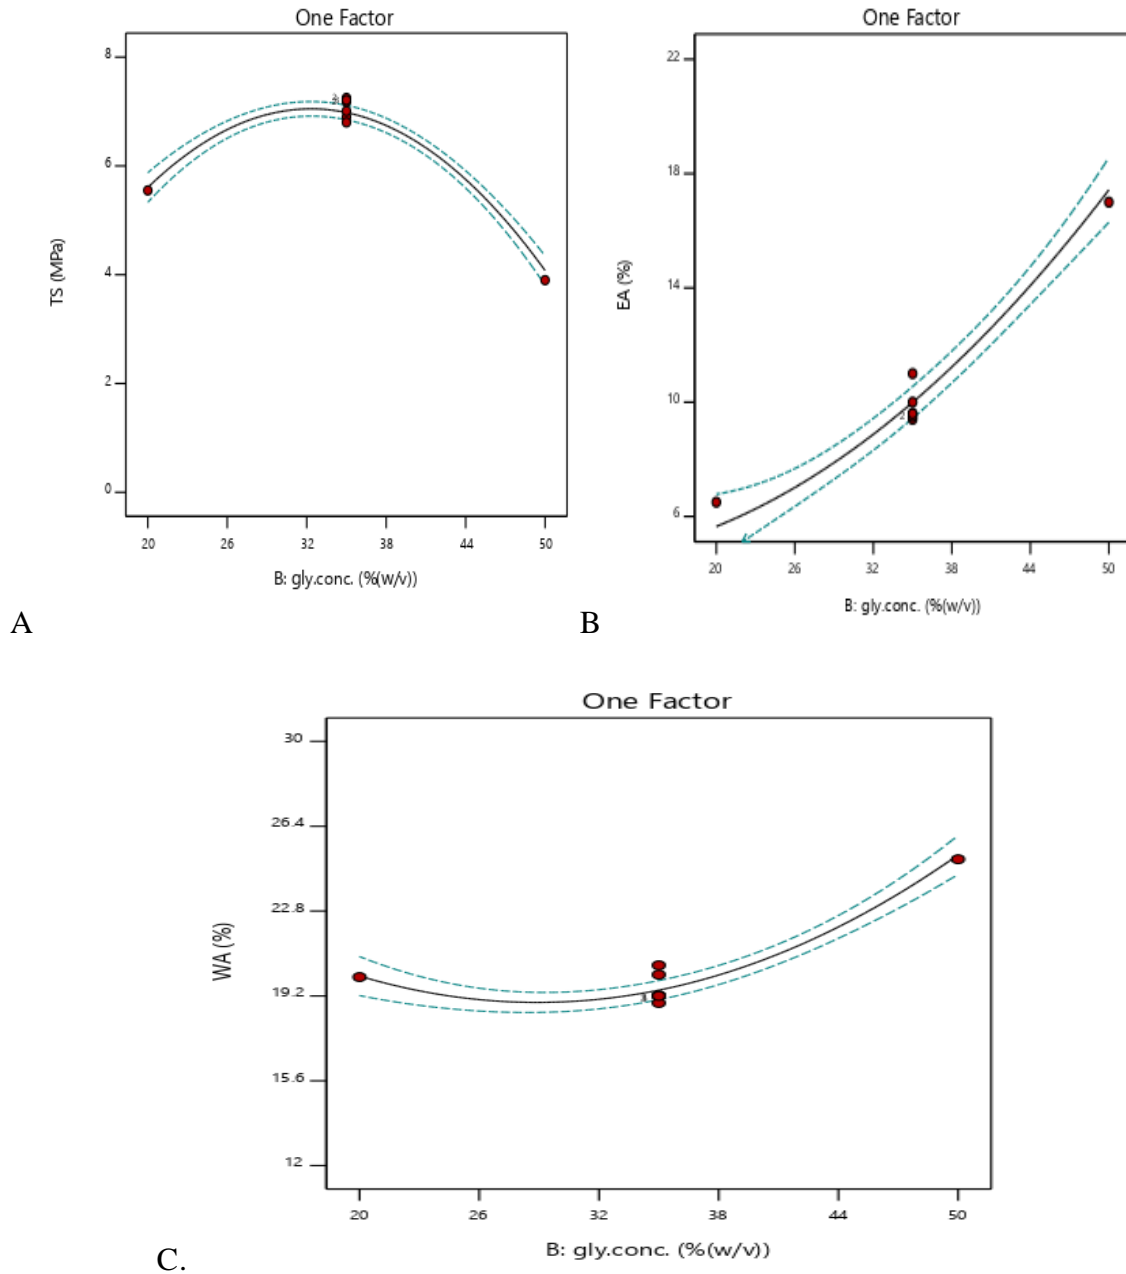 One Factor
8
6
4
2
0
TS (MPa)
20 26 32 38 44 50
B: gly.conc. (%(w/v))
A
One Factor
22
18
14
10
6
EA (%)
2
20 26 32 38 44 50
B: gly.conc. (%(w/v))
B
One Factor
30
26.4
22.8
19.2
15.6
12
WA (%)
20 26 32 38 44 50
B: gly.conc. (%(w/v))
C.